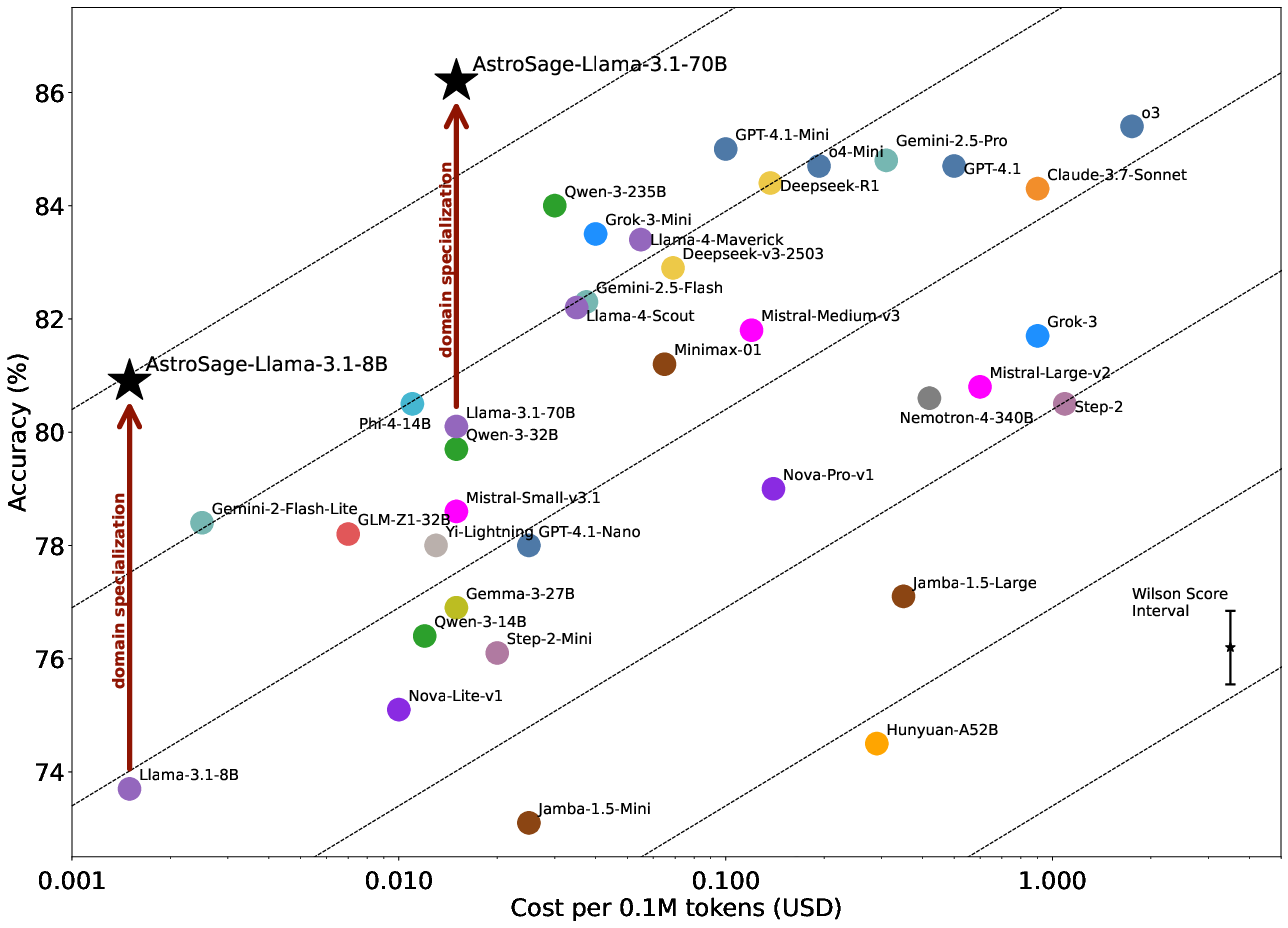 AstroSage-Llama-3.1-70B
86
o3
GPT-4.1-Mini
Gemini-2.5-Pro
o4-Mini
GPT-4.1
Claude-3.7-Sonnet
Deepseek-R1
Qwen-3-235B
84
Grok-3-Mini
Llama-4-Maverick
Deepseek-v3-2503
domain specialization
Gemini-2.5-Flash
Llama-4-Scout
82
Mistral-Medium-v3
Grok-3
Minimax-01
AstroSage-Llama-3.1-8B
Mistral-Large-v2
Nemotron-4-340B
Step-2
Phi-4-14B
Llama-3.1-70B
80
Qwen-3-32B
Accuracy (%)
Nova-Pro-v1
Mistral-Small-v3.1
Gemini-2-Flash-Lite
GLM-Z1-32B
Yi-Lightning
GPT-4.1-Nano
78
domain specialization
Jamba-1.5-Large
Gemma-3-27B
Wilson Score
Interval
Qwen-3-14B
Step-2-Mini
76
Nova-Lite-v1
Hunyuan-A52B
74
Llama-3.1-8B
Jamba-1.5-Mini
0.001
0.010
0.100
1.000
Cost per 0.1M tokens (USD)